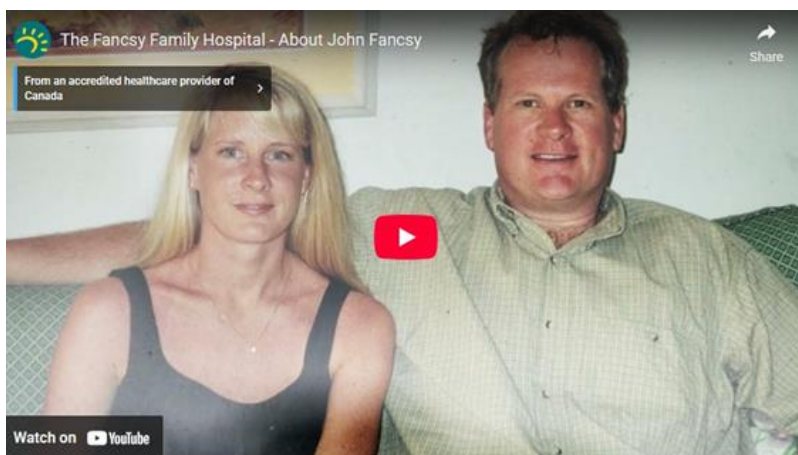 The Fancsy Family Hospital - About John Fancsy
Share
From an accredited healthcare provider of
Canada
Watch on YouTube